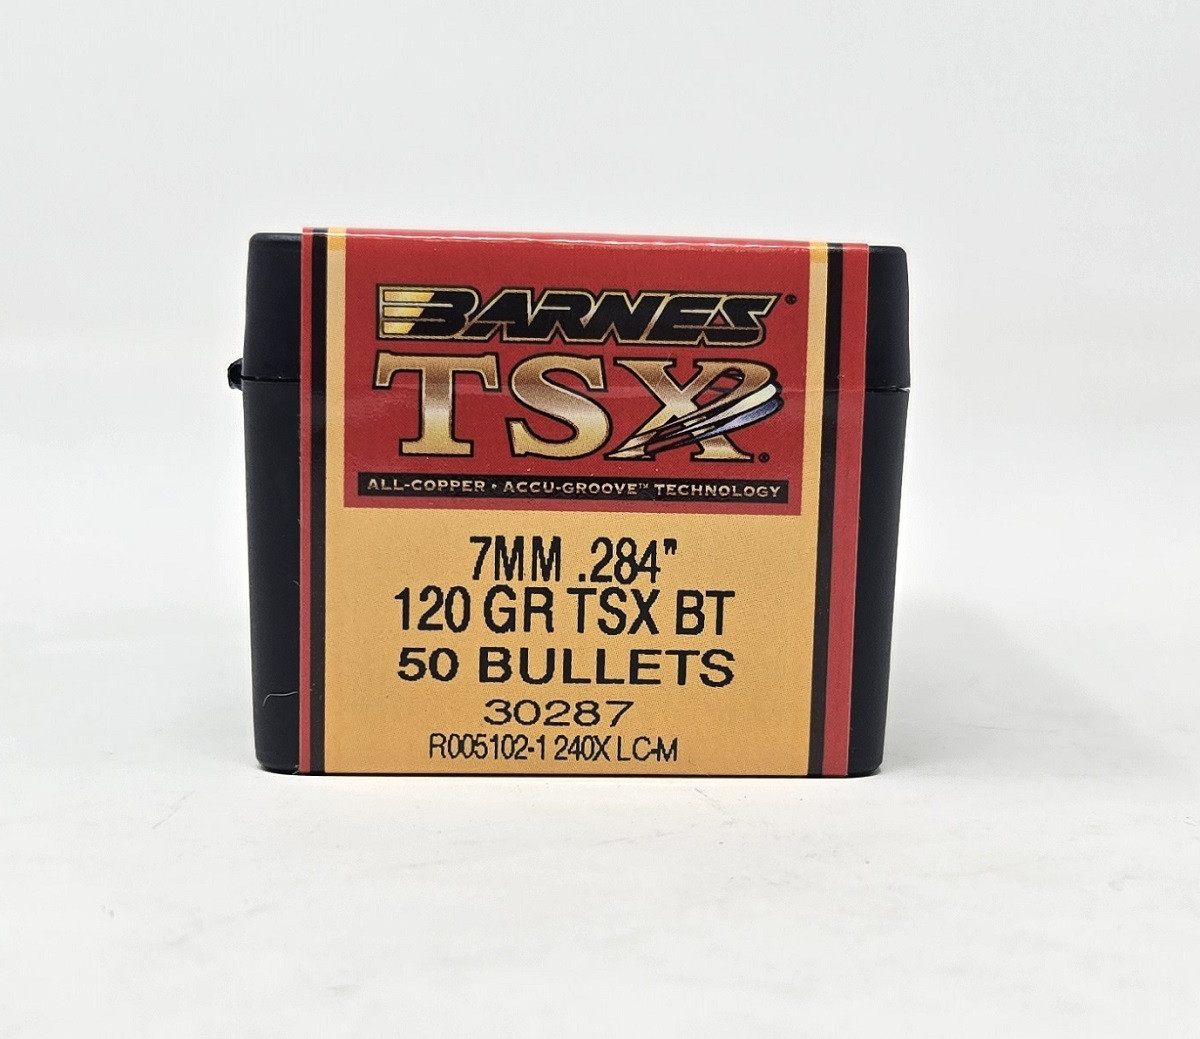 BARNES®
TSX®
ALL-COPPER • ACCU-GROOVE™ TECHNOLOGY
7MM .284"
120 GR TSX BT
50 BULLETS
30287
R005102-1 240X LC-M